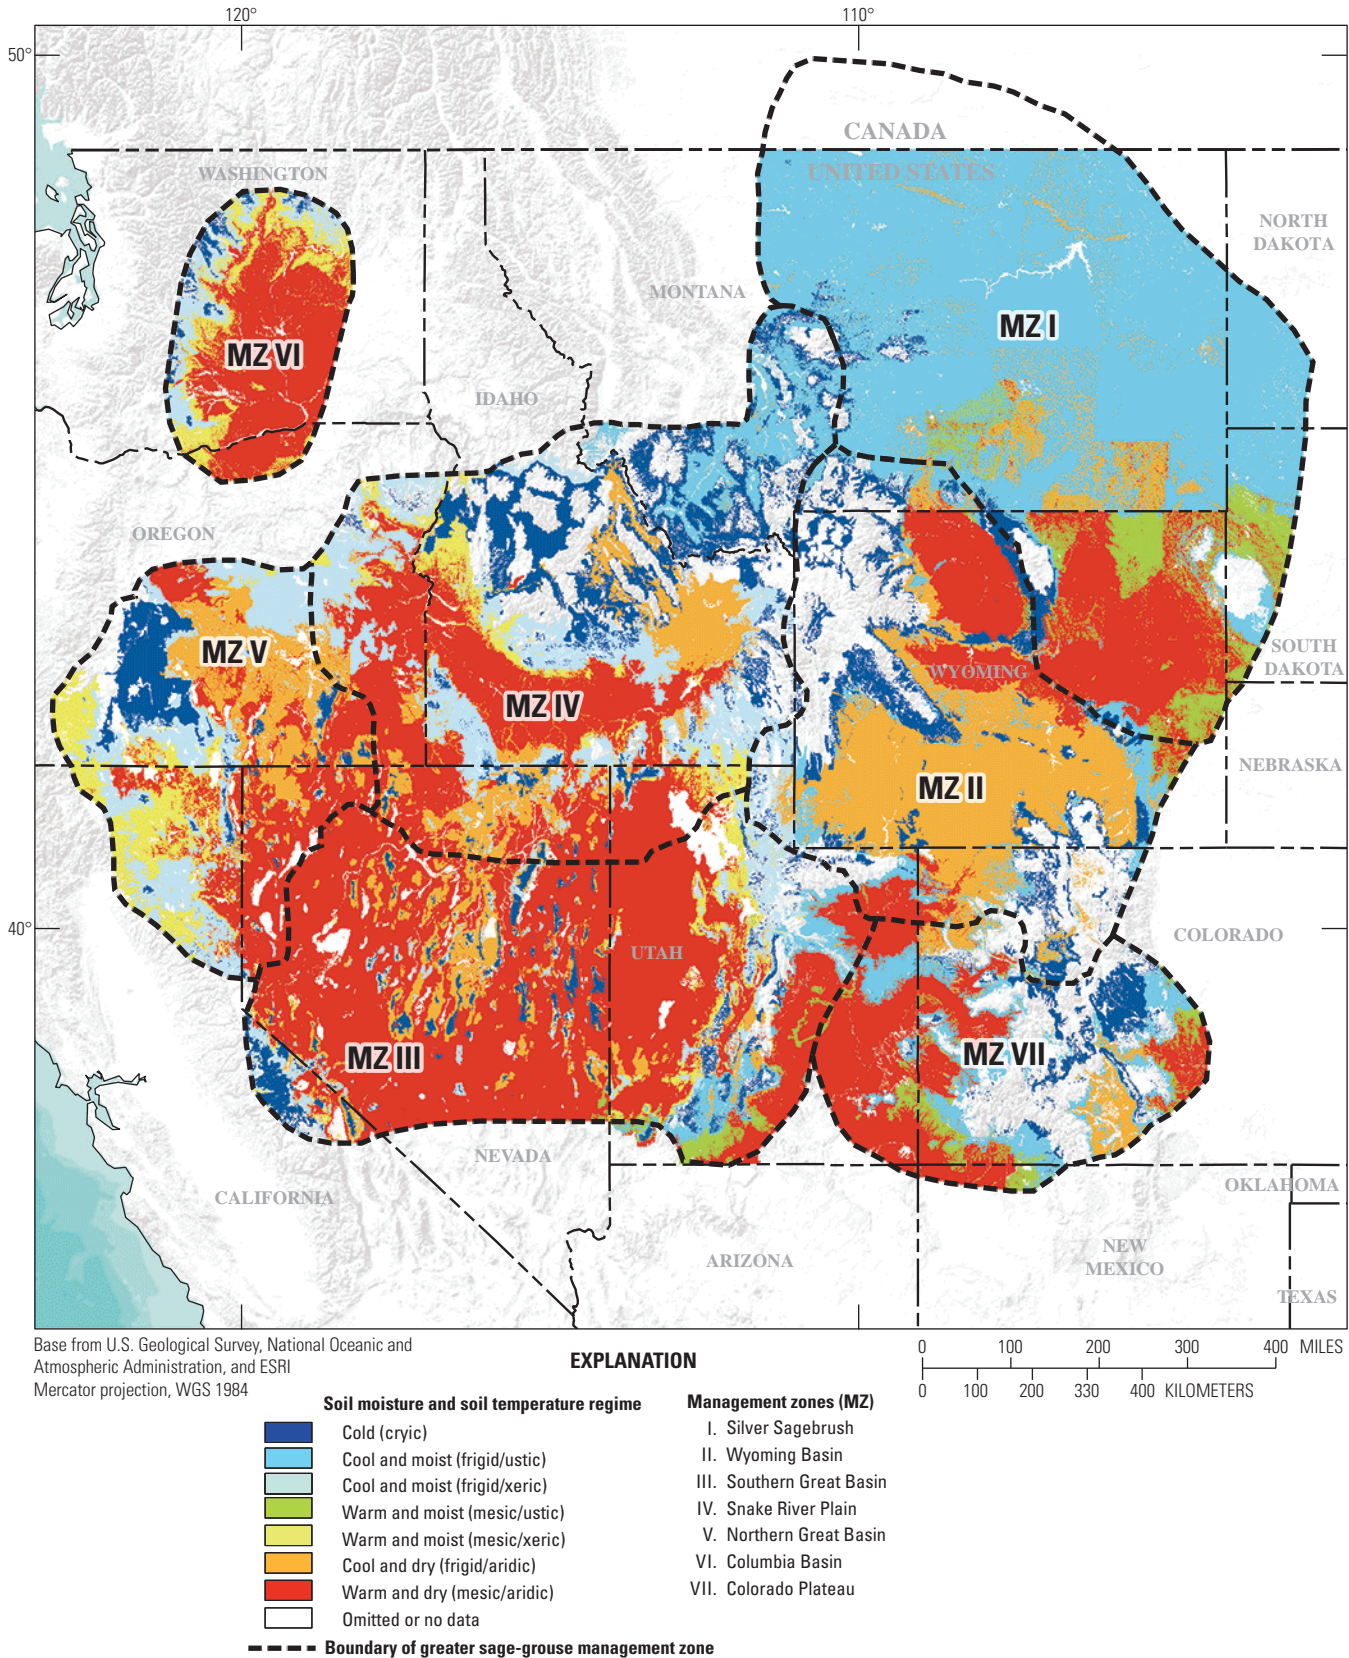 120°
110°
50°
CANADA
UNITED STATES
WASHINGTON
NORTH
DAKOTA
MONTANA
MZ I
MZ VI
IDAHO
OREGON
MZ V
WYOMING
SOUTH
DAKOTA
MZ IV
NEBRASKA
MZ II
40°
COLORADO
UTAH
MZ III
MZ VII
NEVADA
CALIFORNIA
OKLAHOMA
ARIZONA
NEW
MEXICO
TEXAS
Base from U.S. Geological Survey, National Oceanic and
Atmospheric Administration, and ESRI
Mercator projection, WGS 1984
0 100 200 300 400 MILES
0 100 200 330 400 KILOMETERS
EXPLANATION
Soil moisture and soil temperature regime
Cold (cryic)
Cool and moist (frigid/ustic)
Cool and moist (frigid/xeric)
Warm and moist (mesic/ustic)
Warm and moist (mesic/xeric)
Cool and dry (frigid/aridic)
Warm and dry (mesic/aridic)
Omitted or no data
Boundary of greater sage-grouse management zone
Management zones (MZ)
I. Silver Sagebrush
II. Wyoming Basin
III. Southern Great Basin
IV. Snake River Plain
V. Northern Great Basin
VI. Columbia Basin
VII. Colorado Plateau